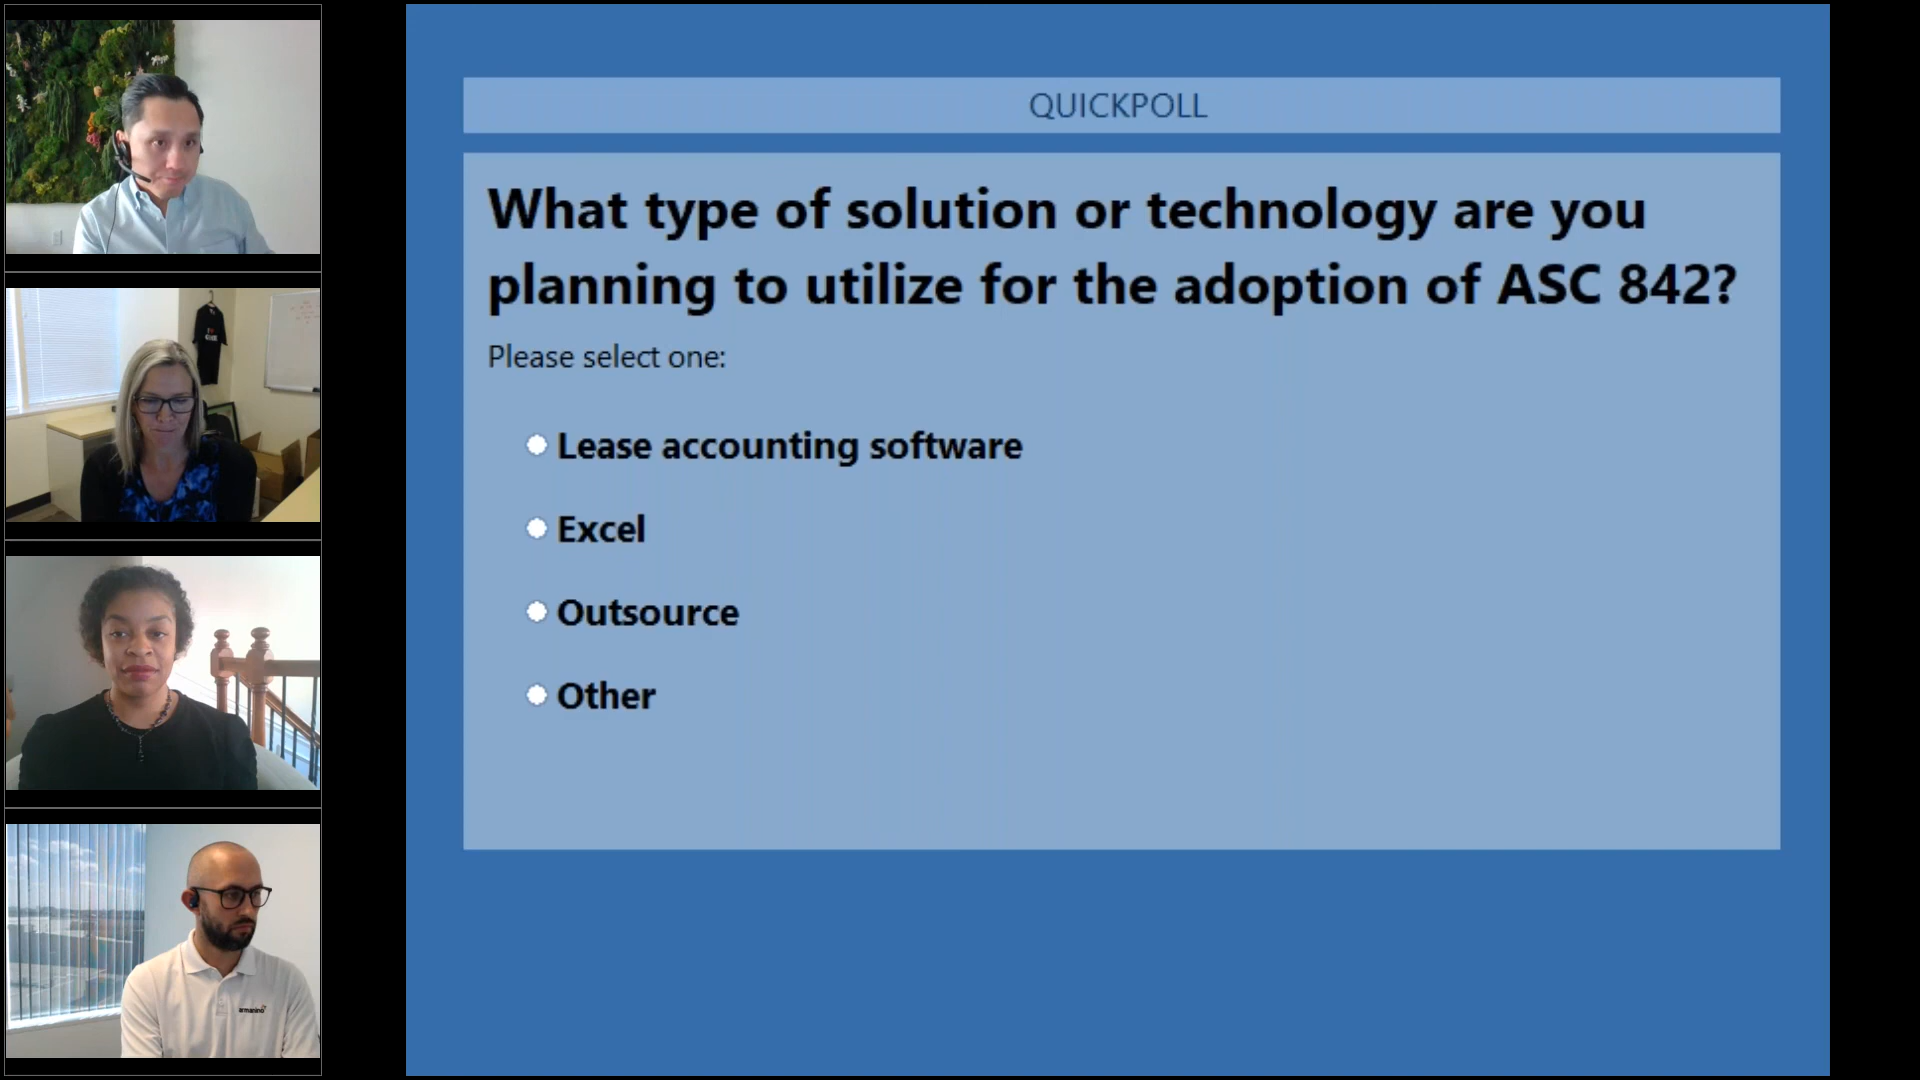 QUICKPOLL
What type of solution or technology are you
planning to utilize for the adoption of ASC 842?
Please select one:
Lease accounting software
Excel
Outsource
Other
armanino